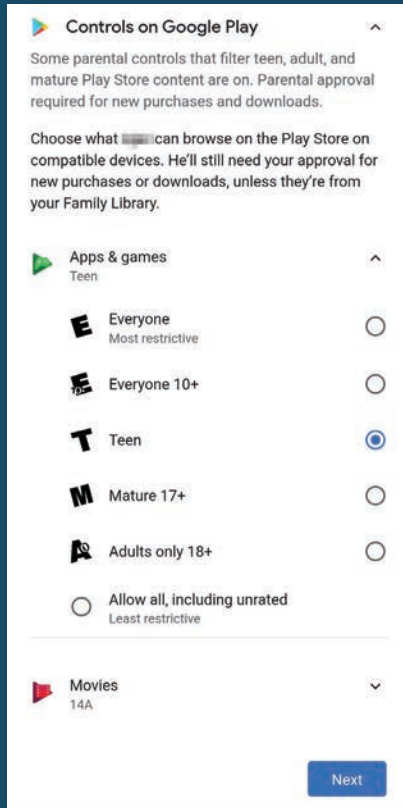 Controls on Google Play
Some parental controls that filter teen, adult, and
mature Play Store content are on. Parental approval
required for new purchases and downloads.
Choose what can browse on the Play Store on
compatible devices. He'll still need your approval for
new purchases or downloads, unless they're from
your Family Library.
Apps & games
Teen
E Everyone
Most restrictive
E 10+ Everyone 10+
T Teen
M Mature 17+
A Adults only 18+
Allow all, including unrated
Least restrictive
Movies
14A
Next